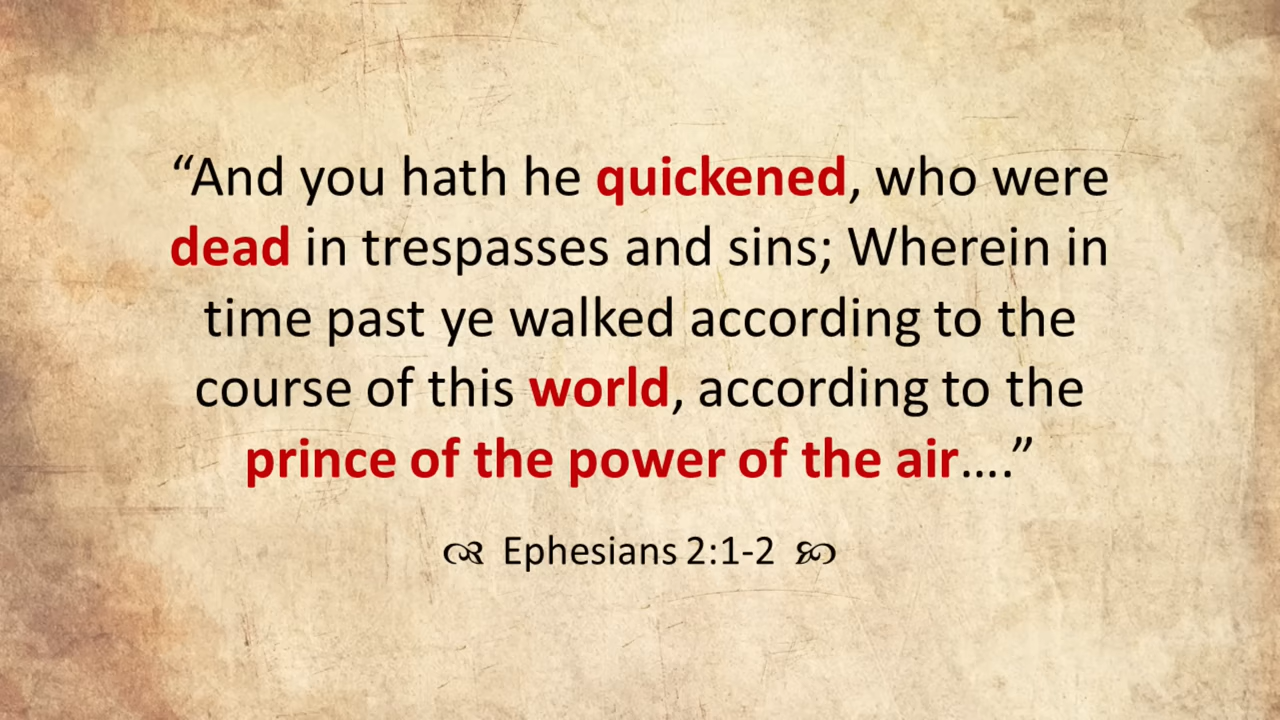 “And you hath he quickened, who were
dead in trespasses and sins; Wherein in
time past ye walked according to the
course of this world, according to the
prince of the power of the air….”
Ephesians 2:1-2